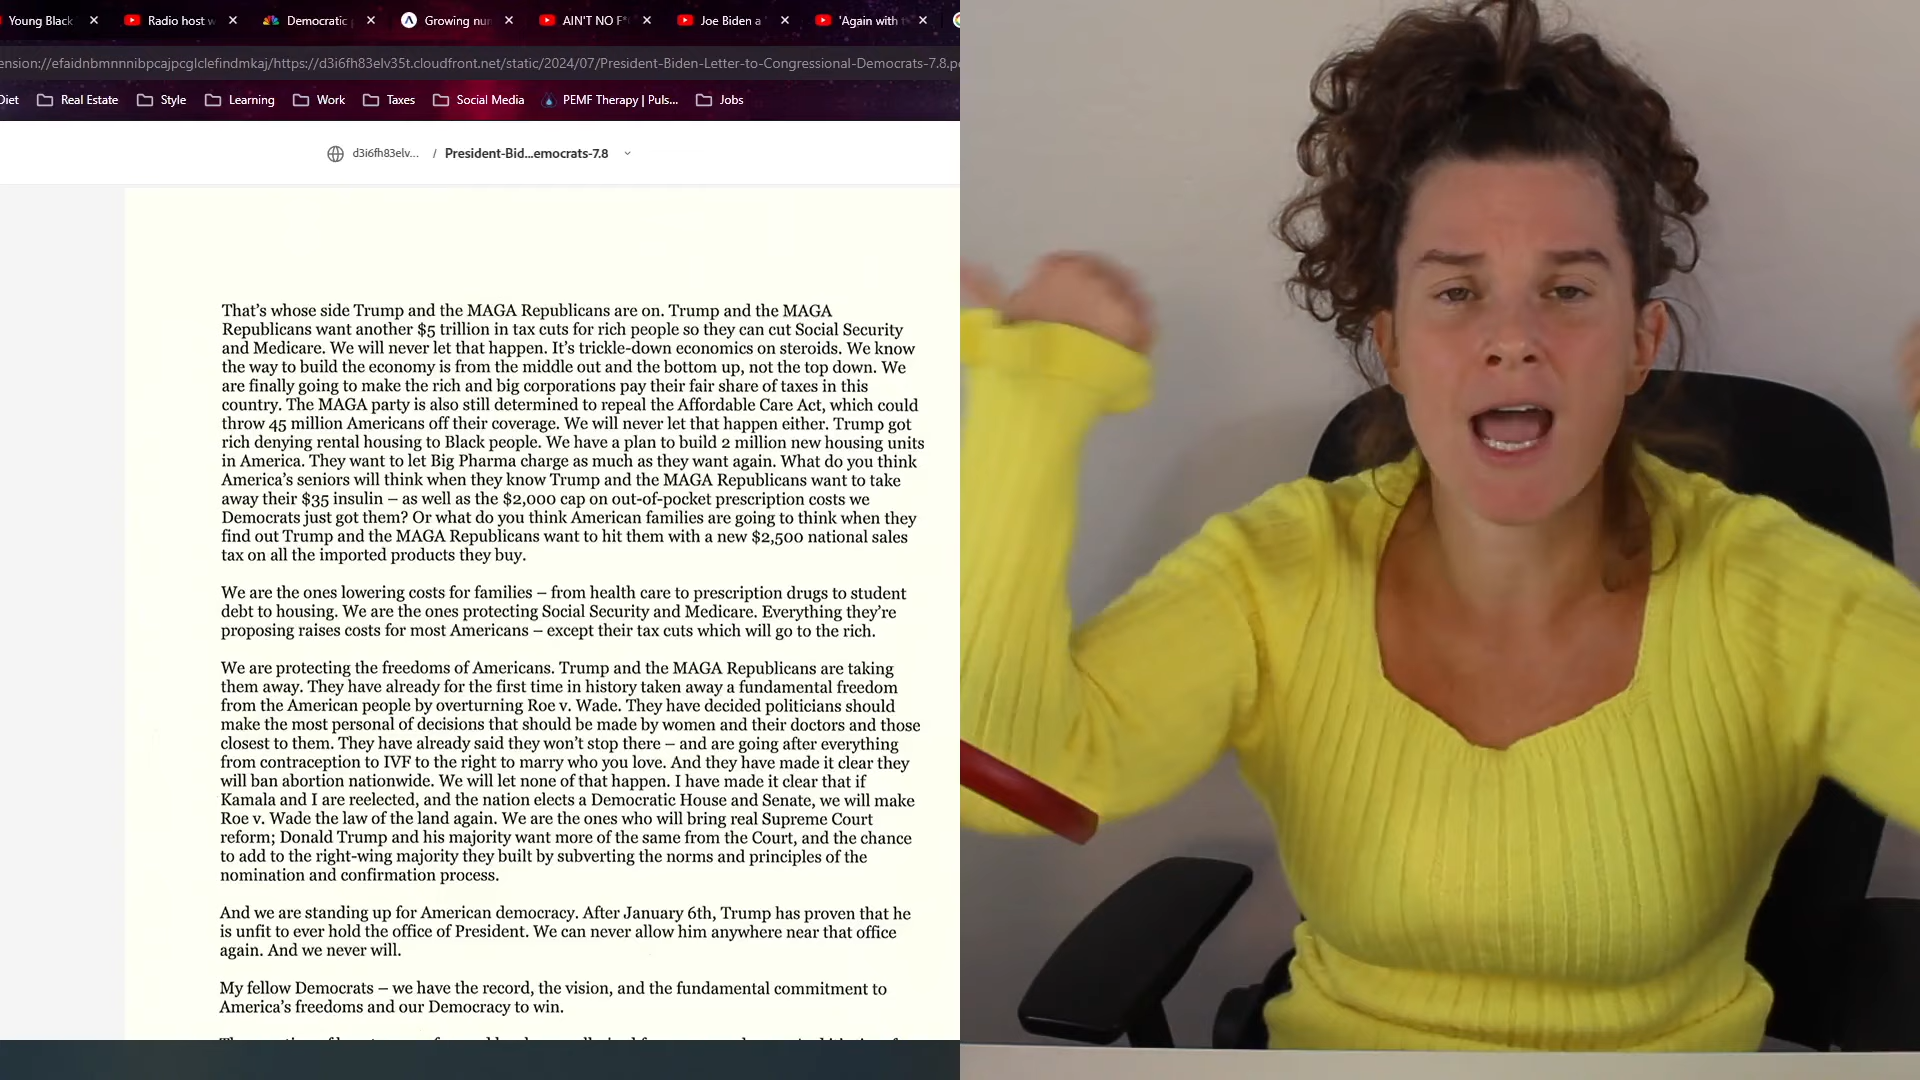 Young Black
Radio host w
Democratic
Growing nu
AIN'T NO F
Joe Biden a
'Again with
ension://efaidnbmnnnibpcajpcglclefindmkaj/https://d3i6fh83elv35t.cloudfront.net/static/2024/07/President-Biden-Letter-to-Congressional-Democrats-7.8.p
Diet
Real Estate
Style
Learning
Work
Taxes
Social Media
PEMF Therapy | Puls...
Jobs
d3i6fh83elv... / President-Bid...emocrats-7.8
That's whose side Trump and the MAGA Republicans are on. Trump and the MAGA
Republicans want another $5 trillion in tax cuts for rich people so they can cut Social Security
and Medicare. We will never let that happen. It's trickle-down economics on steroids. We know
the way to build the economy is from the middle out and the bottom up, not the top down. We
are finally going to make the rich and big corporations pay their fair share of taxes in this
country. The MAGA party is also still determined to repeal the Affordable Care Act, which could
throw 45 million Americans off their coverage. We will never let that happen either. Trump got
rich denying rental housing to Black people. We have a plan to build 2 million new housing units
in America. They want to let Big Pharma charge as much as they want again. What do you think
America's seniors will think when they know Trump and the MAGA Republicans want to take
away their $35 insulin – as well as the $2,000 cap on out-of-pocket prescription costs we
Democrats just got them? Or what do you think American families are going to think when they
find out Trump and the MAGA Republicans want to hit them with a new $2,500 national sales
tax on all the imported products they buy.
We are the ones lowering costs for families – from health care to prescription drugs to student
debt to housing. We are the ones protecting Social Security and Medicare. Everything they're
proposing raises costs for most Americans – except their tax cuts which will go to the rich.
We are protecting the freedoms of Americans. Trump and the MAGA Republicans are taking
them away. They have already for the first time in history taken away a fundamental freedom
from the American people by overturning Roe v. Wade. They have decided politicians should
make the most personal of decisions that should be made by women and their doctors and those
closest to them. They have already said they won't stop there – and are going after everything
from contraception to IVF to the right to marry who you love. And they have made it clear they
will ban abortion nationwide. We will let none of that happen. I have made it clear that if
Kamala and I are reelected, and the nation elects a Democratic House and Senate, we will make
Roe v. Wade the law of the land again. We are the ones who will bring real Supreme Court
reform; Donald Trump and his majority want more of the same from the Court, and the chance
to add to the right-wing majority they built by subverting the norms and principles of the
nomination and confirmation process.
And we are standing up for American democracy. After January 6th, Trump has proven that he
is unfit to ever hold the office of President. We can never allow him anywhere near that office
again. And we never will.
My fellow Democrats – we have the record, the vision, and the fundamental commitment to
America's freedoms and our Democracy to win.